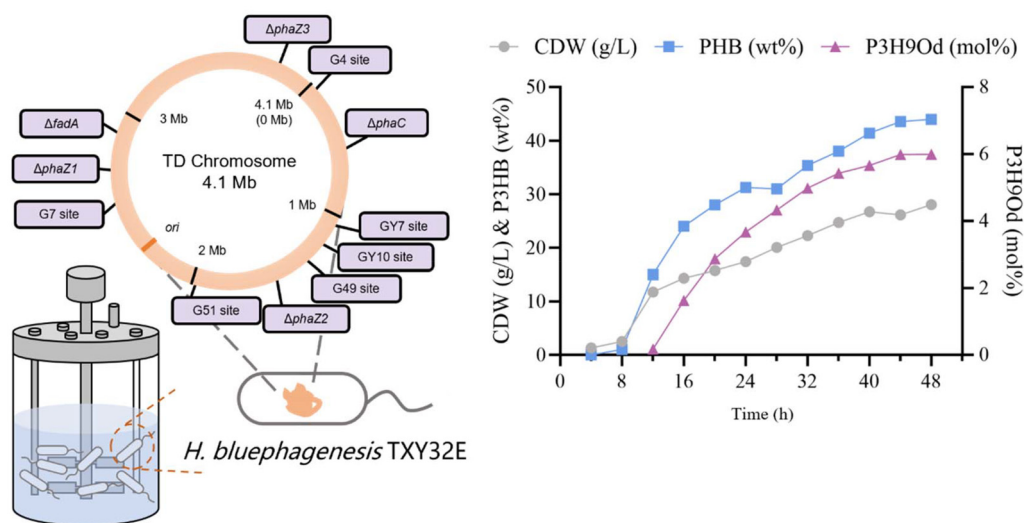 ΔphaZ3
G4 site
4.1 Mb
(0 Mb)
ΔphaC
ΔfadA
3 Mb
TD Chromosome
4.1 Mb
ΔphaZ1
1 Mb
G7 site
GY7 site
ori
2 Mb
GY10 site
G49 site
G51 site
ΔphaZ2
H. bluephagenesis TXY32E
CDW (g/L) PHB (wt%) P3H9Od (mol%)
CDW (g/L) & P3HB (wt%)
50
40
30
20
10
0
P3H9Od (mol%)
8
6
4
2
0
0 8 16 24 32 40 48
Time (h)